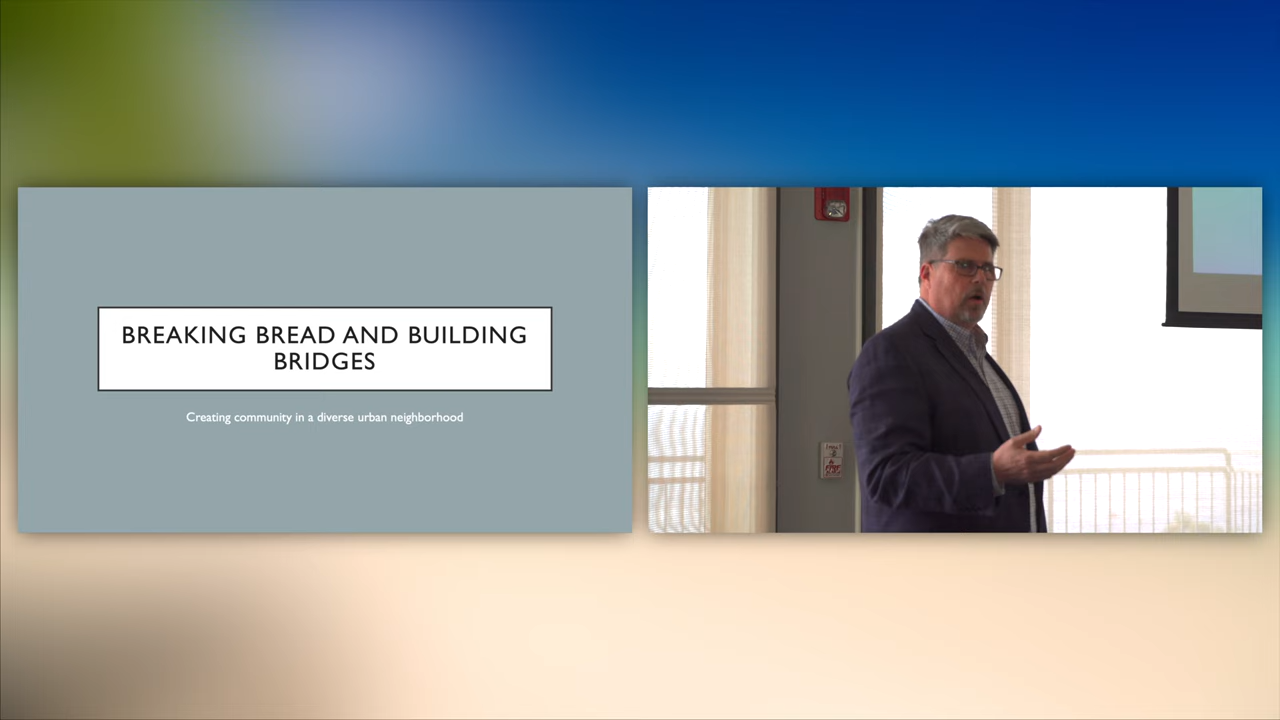 BREAKING BREAD AND BUILDING
BRIDGES
Creating community in a diverse urban neighborhood